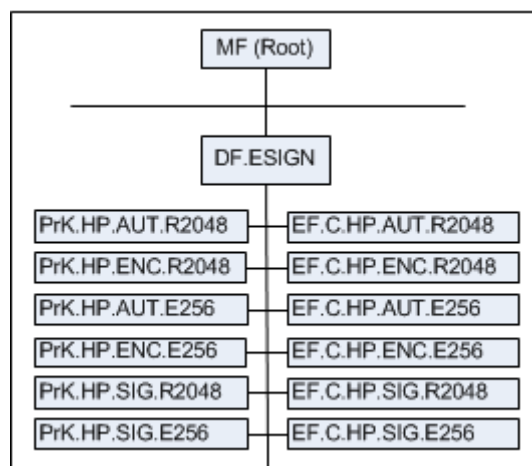 MF (Root)
DF.ESIGN
PrK.HP.AUT.R2048 EF.C.HP.AUT.R2048
PrK.HP.ENC.R2048 EF.C.HP.ENC.R2048
PrK.HP.AUT.E256 EF.C.HP.AUT.E256
PrK.HP.ENC.E256 EF.C.HP.ENC.E256
PrK.HP.SIG.R2048 EF.C.HP.SIG.R2048
PrK.HP.SIG.E256 EF.C.HP.SIG.E256